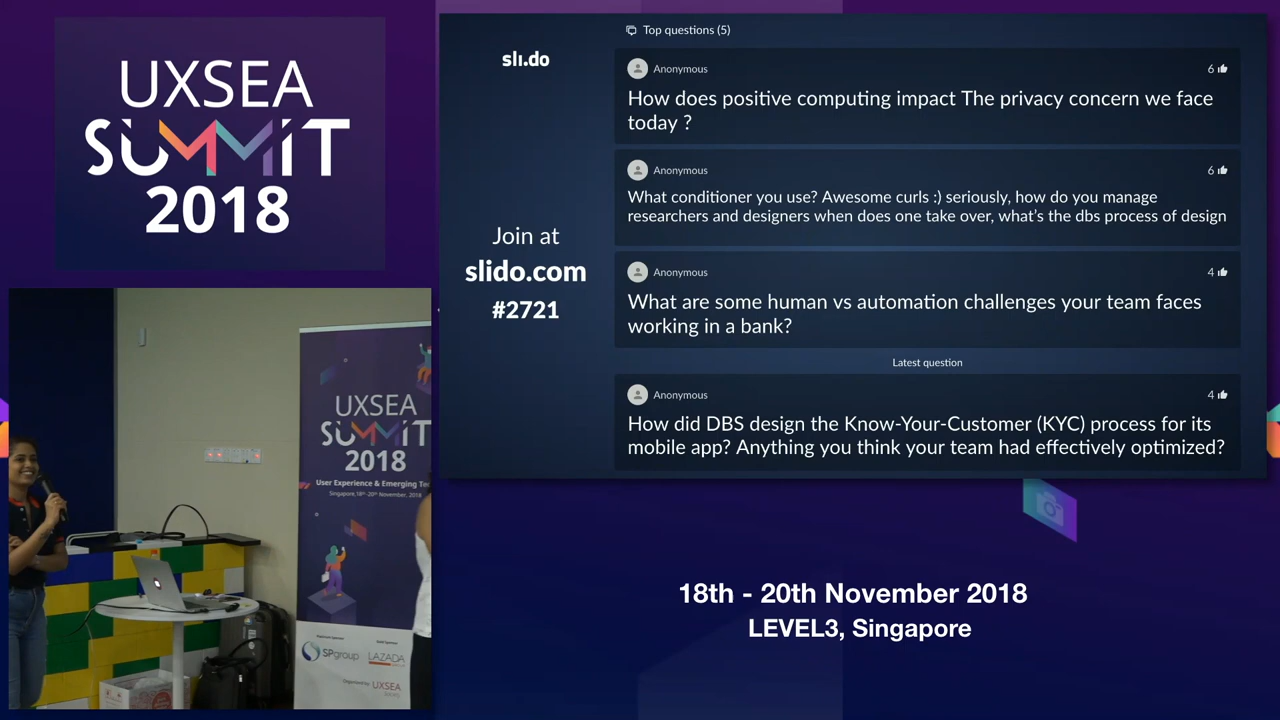 UXSEA
SUMMIT
2018
sli.do
Join at
slido.com
#2721
Top questions (5)
Anonymous
6
How does positive computing impact The privacy concern we face
today ?
Anonymous
6
What conditioner you use? Awesome curls :) seriously, how do you manage
researchers and designers when does one take over, what's the dbs process of design
Anonymous
4
What are some human vs automation challenges your team faces
working in a bank?
Latest question
Anonymous
4
How did DBS design the Know-Your-Customer (KYC) process for its
mobile app? Anything you think your team had effectively optimized?
UXSEA
SUMMIT
2018
User Experience & Emerging
Singapore,18th-20th November, 2018
SPgroup
LAZADA
UXSEA
18th - 20th November 2018
LEVEL3, Singapore